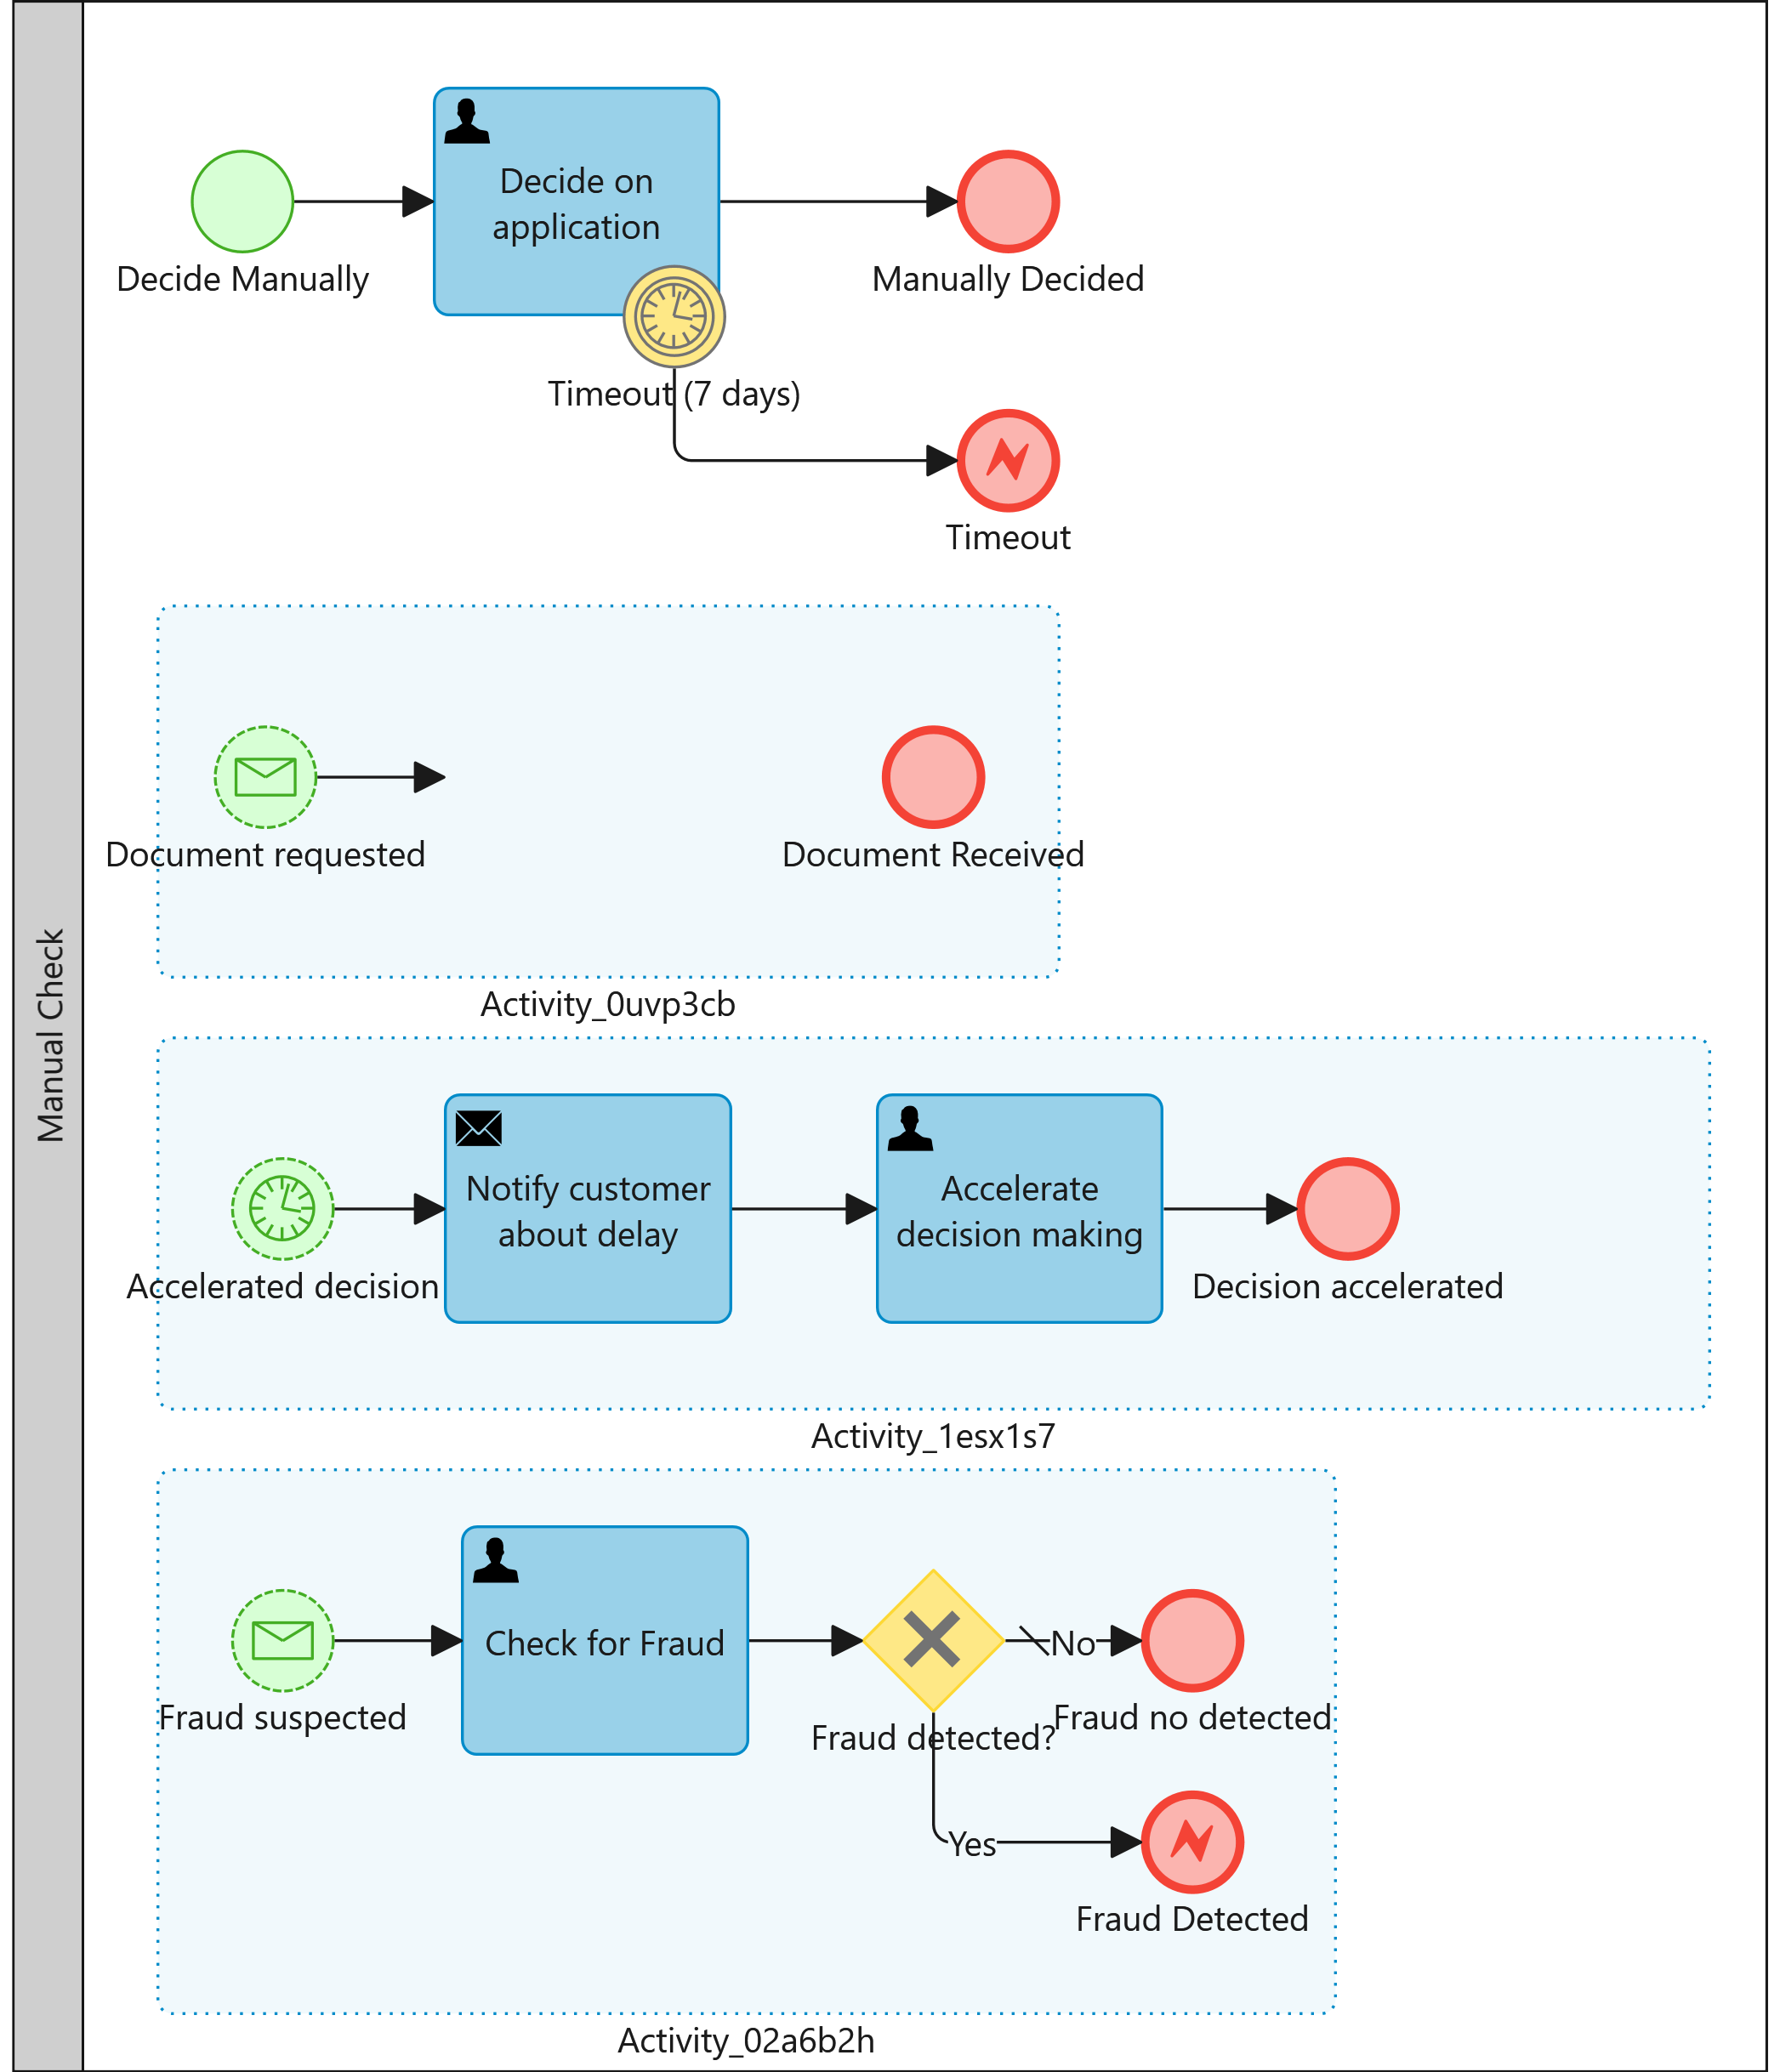 Manual Check
Decide on
application
Decide Manually
Manually Decided
Timeout (7 days)
Timeout
Document requested
Document Received
Activity_0uvp3cb
Notify customer
about delay
Accelerate
decision making
Accelerated decision
Decision accelerated
Activity_1esx1s7
Check for Fraud
No
Fraud suspected
Fraud detected?
Fraud no detected
Yes
Fraud Detected
Activity_02a6b2h